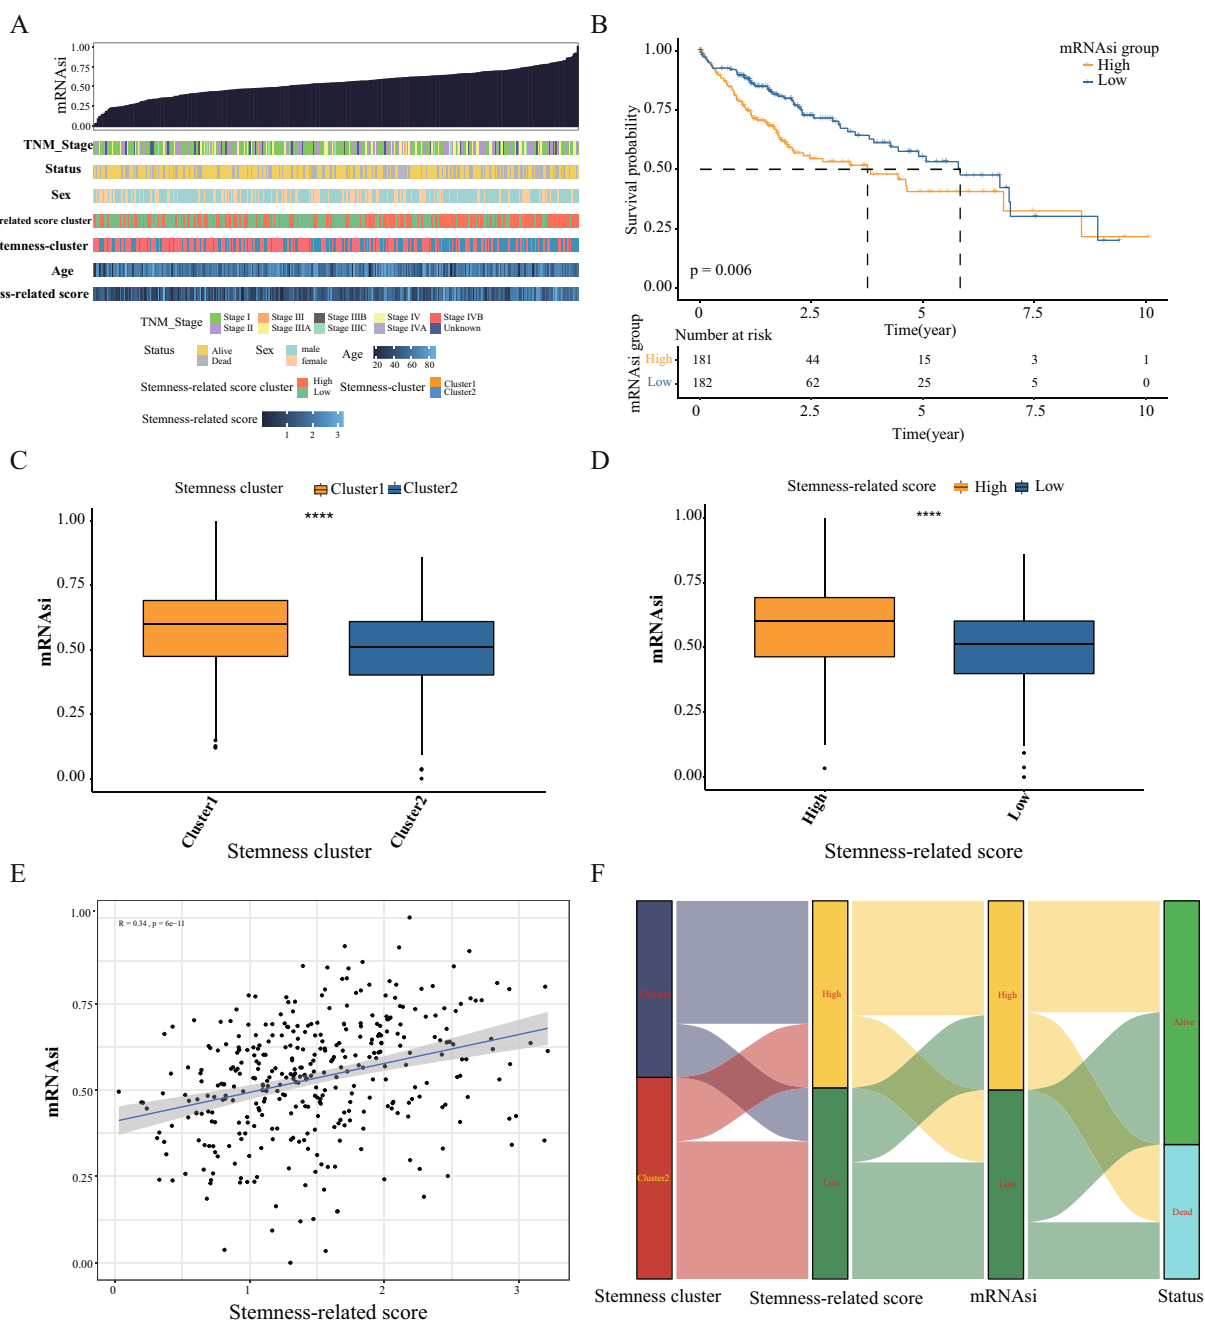 A
1.00
0.75
0.50
0.25
0.00
mRNAsi
TNM_Stage
Status
Sex
related score cluster
temness-cluster
Age
ss-related score
TNM_Stage
Stage I
Stage III
Stage IIIB
Stage IV
Stage IVB
Stage II
Stage IIIA
Stage IIIC
Stage IVA
Unknown
Status
Alive
Dead
Sex
male
female
Age
20 40 60 80
Stemness-related score cluster
High
Low
Stemness-cluster
Cluster1
Cluster2
Stemness-related score
1 2 3
B
mRNAsi group
High
Low
1.00
0.75
0.50
0.25
0.00
Survival probability
p = 0.006
0 2.5 5 7.5 10
Time(year)
Number at risk
mRNAsi group
High 181 44 15 3 1
Low 182 62 25 5 0
0 2.5 5 7.5 10
Time(year)
C
Stemness cluster Cluster1 Cluster2
****
1.00
0.75
0.50
0.25
0.00
mRNAsi
Cluster1
Cluster2
Stemness cluster
D
Stemness-related score High Low
****
1.00
0.75
0.50
0.25
0.00
mRNAsi
High
Low
Stemness-related score
E
R = 0.34 , p = 6e-11
1.00
0.75
0.50
0.25
0.00
mRNAsi
0 1 2 3
Stemness-related score
F
Cluster1
Cluster2
High
Low
High
Low
Alive
Dead
Stemness cluster
Stemness-related score
mRNAsi
Status